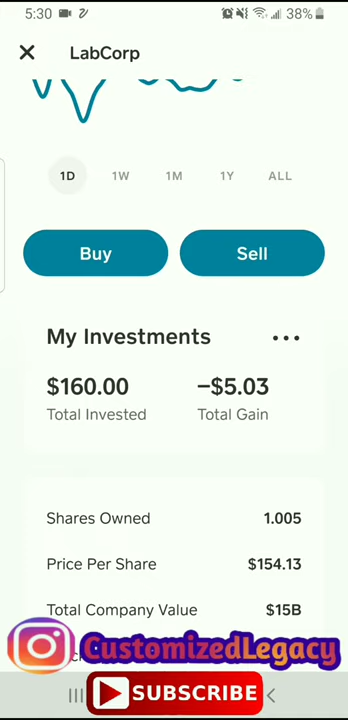 5:30 38%
LabCorp
1D 1W 1M 1Y ALL
Buy Sell
My Investments
$160.00 –$5.03
Total Invested Total Gain
Shares Owned 1.005
Price Per Share $154.13
Total Company Value $15B
CustomizedLegacy
SUBSCRIBE